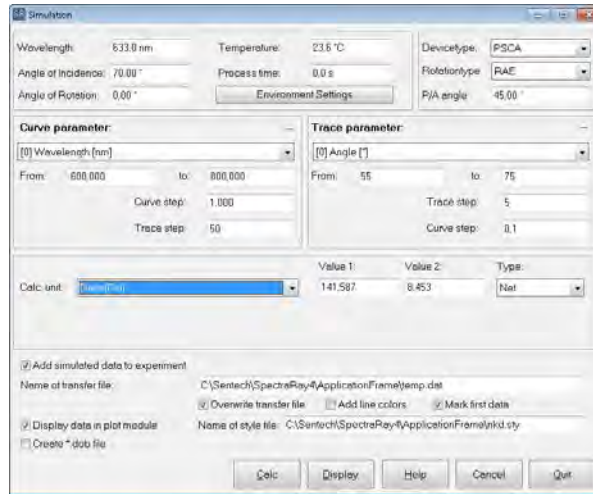 Simulation
Wavelength: 633.0 nm Temperature: 23.6 °C Devicetype: PSCA
Angle of Incidence: 70.00 ° Process time: 0.0 s Rotationtype RAE
Angle of Rotation: 0.00 ° Environment Settings P/A angle 45.00 °
Curve parameter: Trace parameter:
[0] Wavelength [nm] [0] Angle [°]
From: 600,000 to: 800,000 From: 55 to: 75
Curve step: 1.000 Trace step: 5
Trace step: 50 Curve step: 0.1
Value 1: Value 2: Type:
Calc. unit: 141.587 8.453 Net
Add simulated data to experiment
Name of transfer file: C:\Sentech\SpectraRay4\ApplicationFrame\temp.dat
Overwrite transfer file Add line colors Mark first data
Display data in plot module Name of style file: C:\Sentech\SpectraRay4\ApplicationFrame\nkd.sty
Create *.dob file
Calc Display Help Cancel Quit